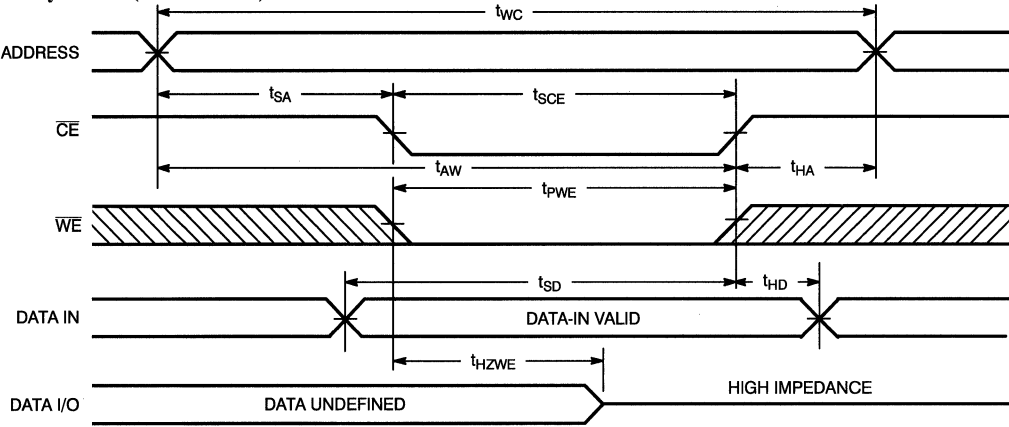 tWC
ADDRESS
tSA
tSCE
CE
tAW
tHA
tPWE
WE
tSD
tHD
DATA IN
DATA-IN VALID
tHZWE
HIGH IMPEDANCE
DATA I/O
DATA UNDEFINED